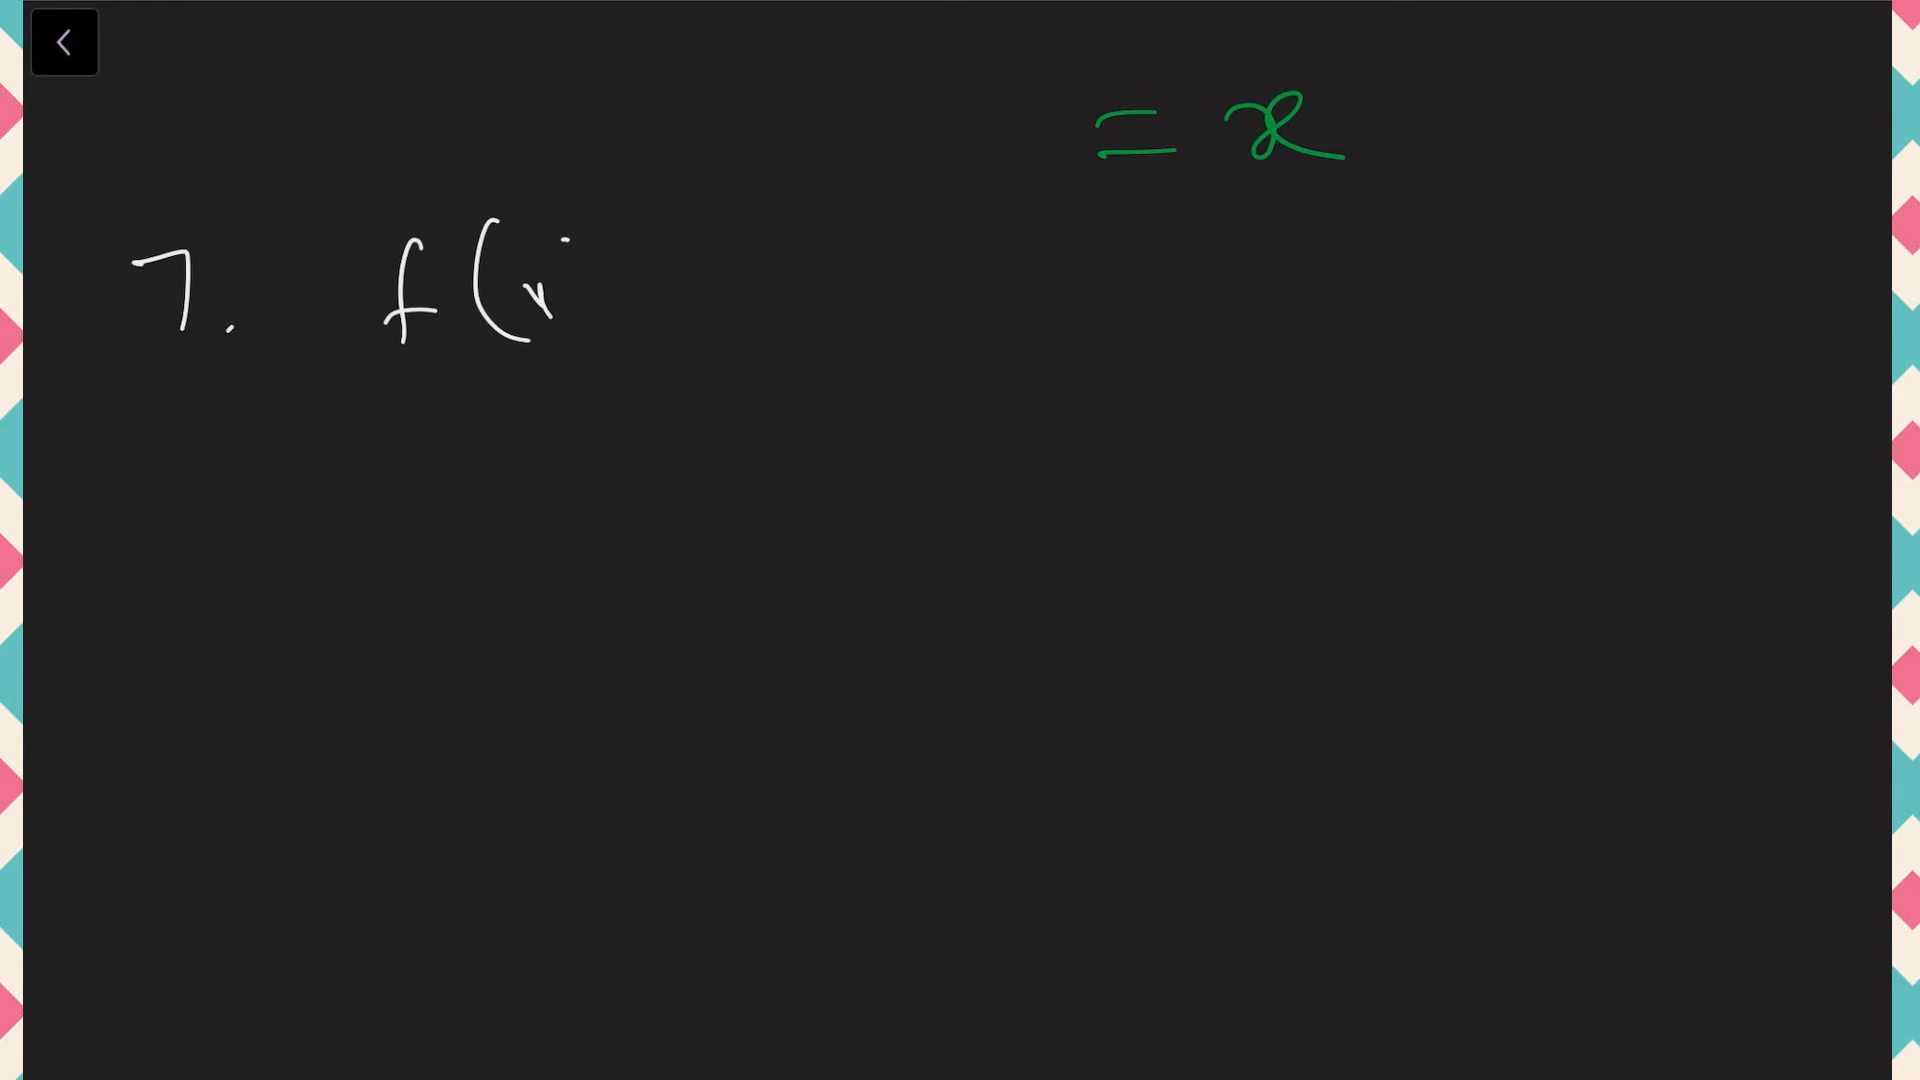 = x
7. f(